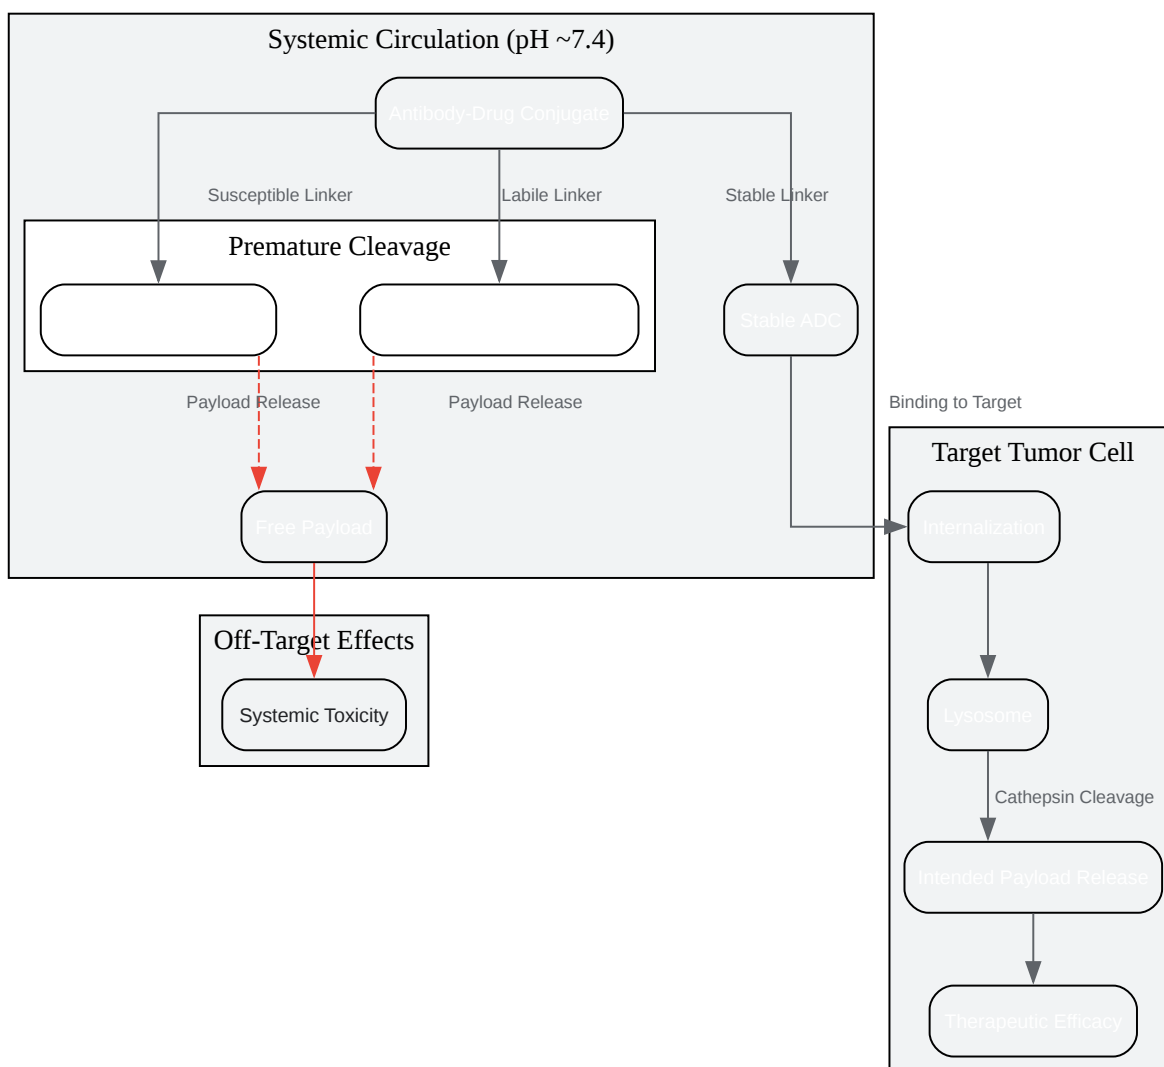 Systemic Circulation (pH ~7.4)
Antibody-Drug Conjugate
Susceptible Linker
Labile Linker
Stable Linker
Premature Cleavage
Stable ADC
Payload Release
Payload Release
Binding to Target
Target Tumor Cell
Free Payload
Internalization
Off-Target Effects
Systemic Toxicity
Lysosome
Cathepsin Cleavage
Intended Payload Release
Therapeutic Efficacy